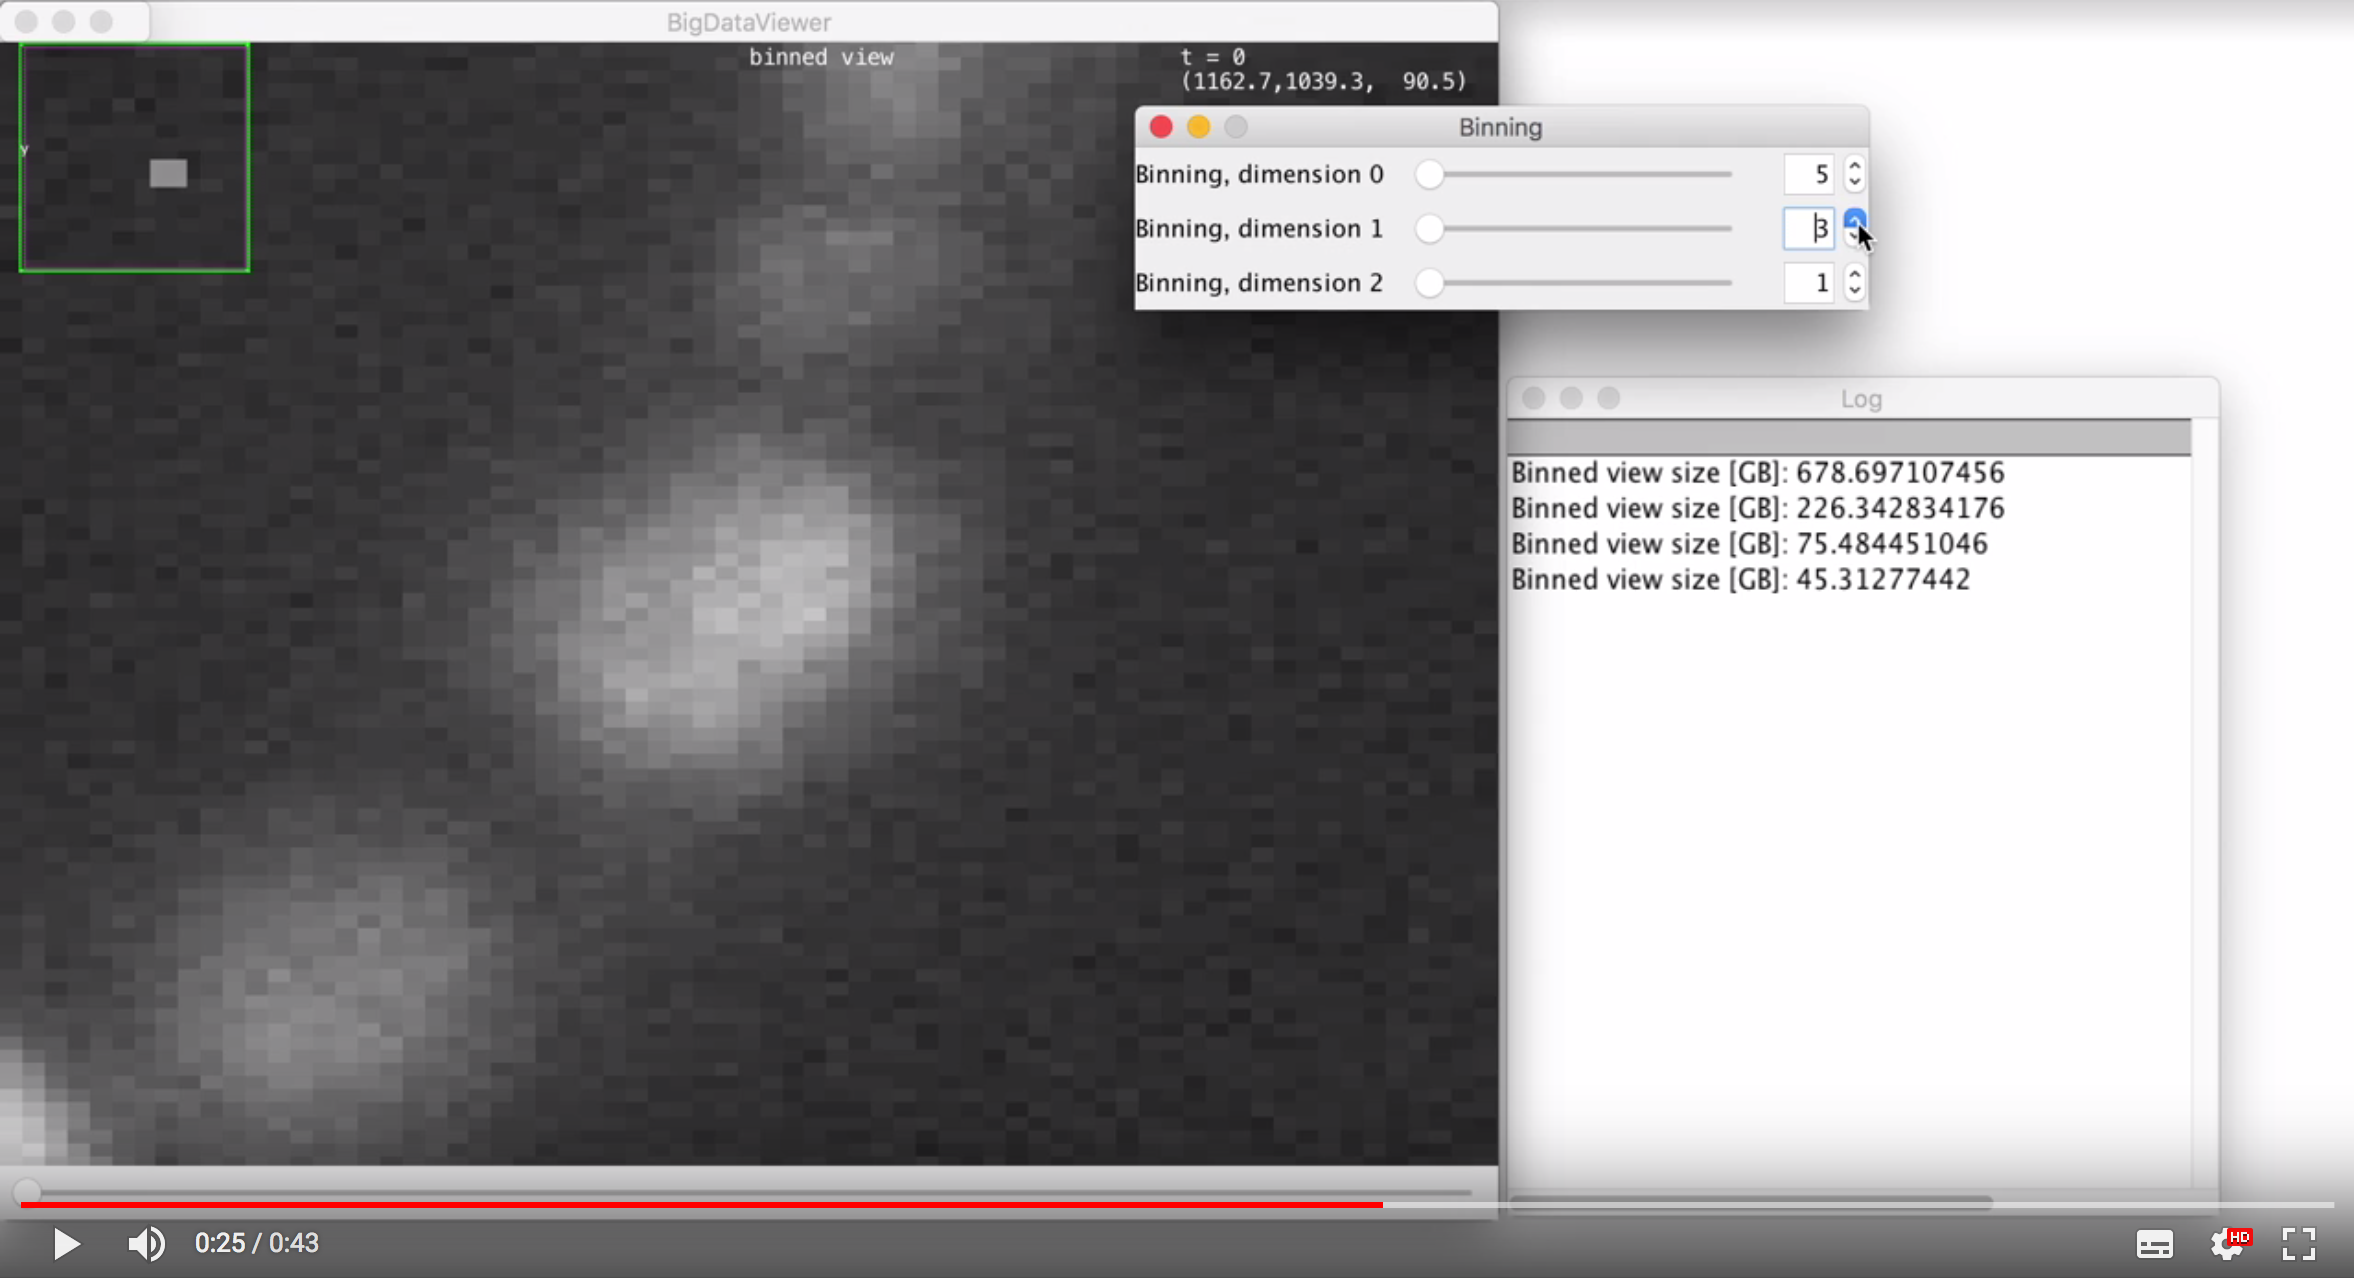 BigDataViewer
binned view
t = 0
(1162.7,1039.3, 90.5)
y
Binning
Binning, dimension 0 5
Binning, dimension 1 3
Binning, dimension 2 1
Log
Binned view size [GB]: 678.697107456
Binned view size [GB]: 226.342834176
Binned view size [GB]: 75.484451046
Binned view size [GB]: 45.31277442
0:25 / 0:43
HD